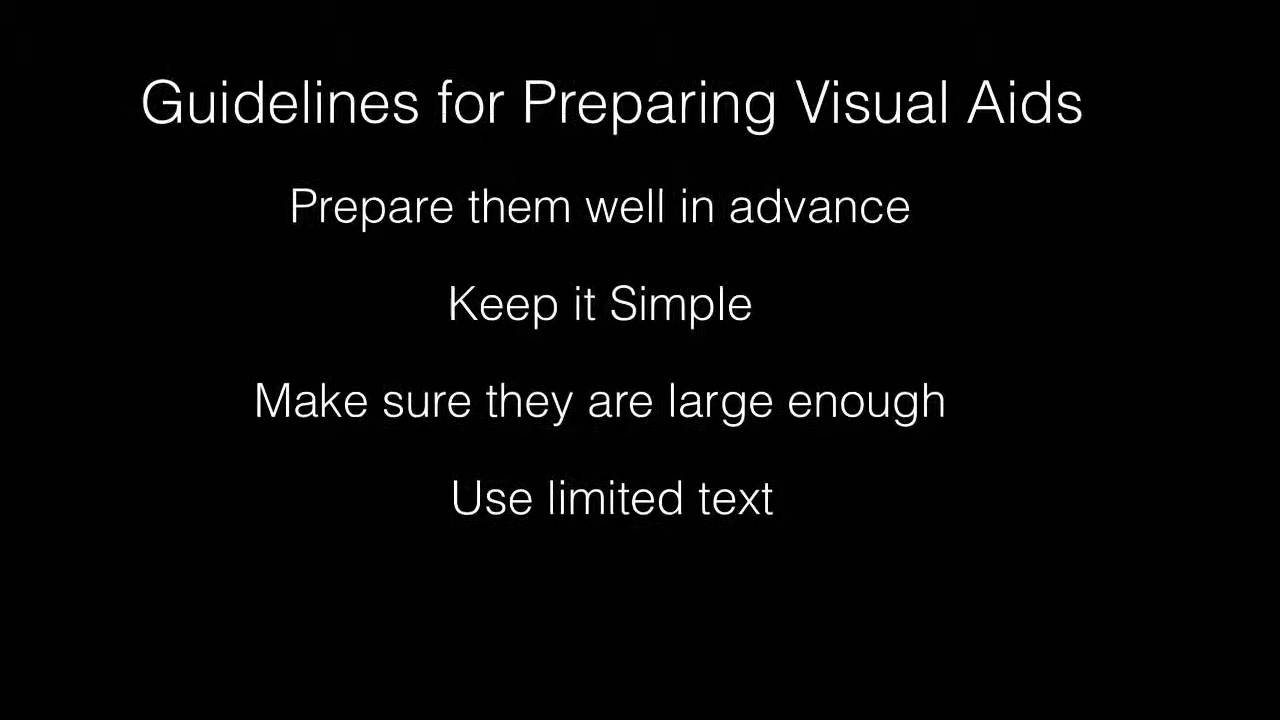 Guidelines for Preparing Visual Aids
Prepare them well in advance
Keep it Simple
Make sure they are large enough
Use limited text